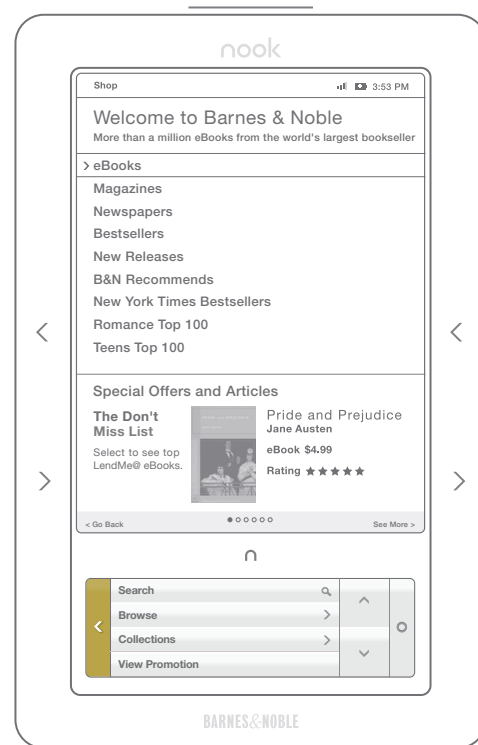 nook
Shop 3:53 PM
Welcome to Barnes & Noble
More than a million eBooks from the world's largest bookseller
> eBooks
Magazines
Newspapers
Bestsellers
New Releases
B&N Recommends
New York Times Bestsellers
Romance Top 100
Teens Top 100
Special Offers and Articles
The Don't
Miss List
Select to see top
LendMe@ eBooks.
Pride and Prejudice
Jane Austen
eBook $4.99
Rating ★★★★★
< Go Back See More >
n
Search
Browse
Collections
View Promotion
BARNES&NOBLE